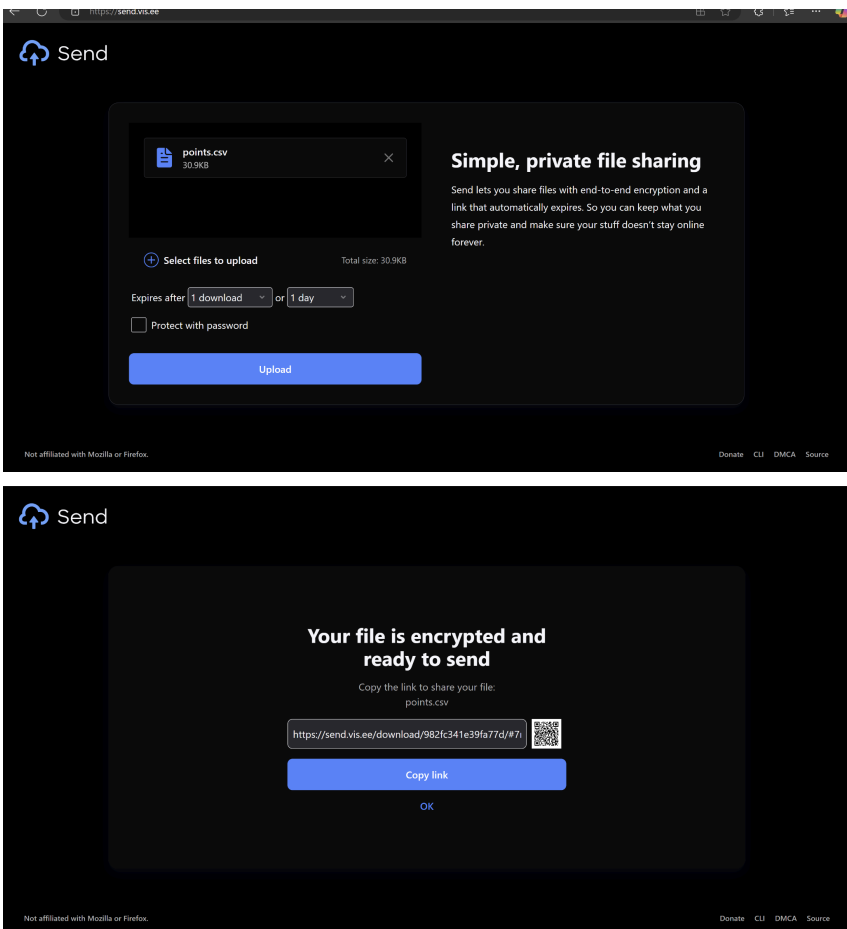 https://send.vis.ee
Send
points.csv
30.9KB
Simple, private file sharing
Send lets you share files with end-to-end encryption and a
link that automatically expires. So you can keep what you
share private and make sure your stuff doesn't stay online
forever.
Select files to upload
Total size: 30.9KB
Expires after 1 download or 1 day
Protect with password
Upload
Not affiliated with Mozilla or Firefox.
Donate CLI DMCA Source
Send
Your file is encrypted and
ready to send
Copy the link to share your file:
points.csv
https://send.vis.ee/download/982fc341e39fa77d/#7
Copy link
OK
Not affiliated with Mozilla or Firefox.
Donate CLI DMCA Source